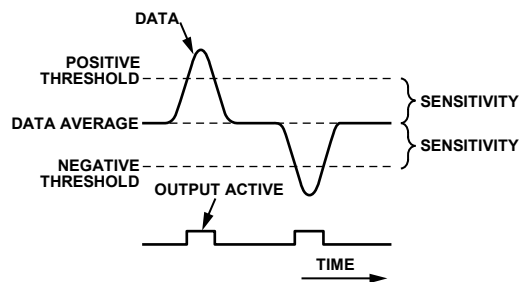 DATA
POSITIVE
THRESHOLD
SENSITIVITY
DATA AVERAGE
SENSITIVITY
NEGATIVE
THRESHOLD
OUTPUT ACTIVE
TIME